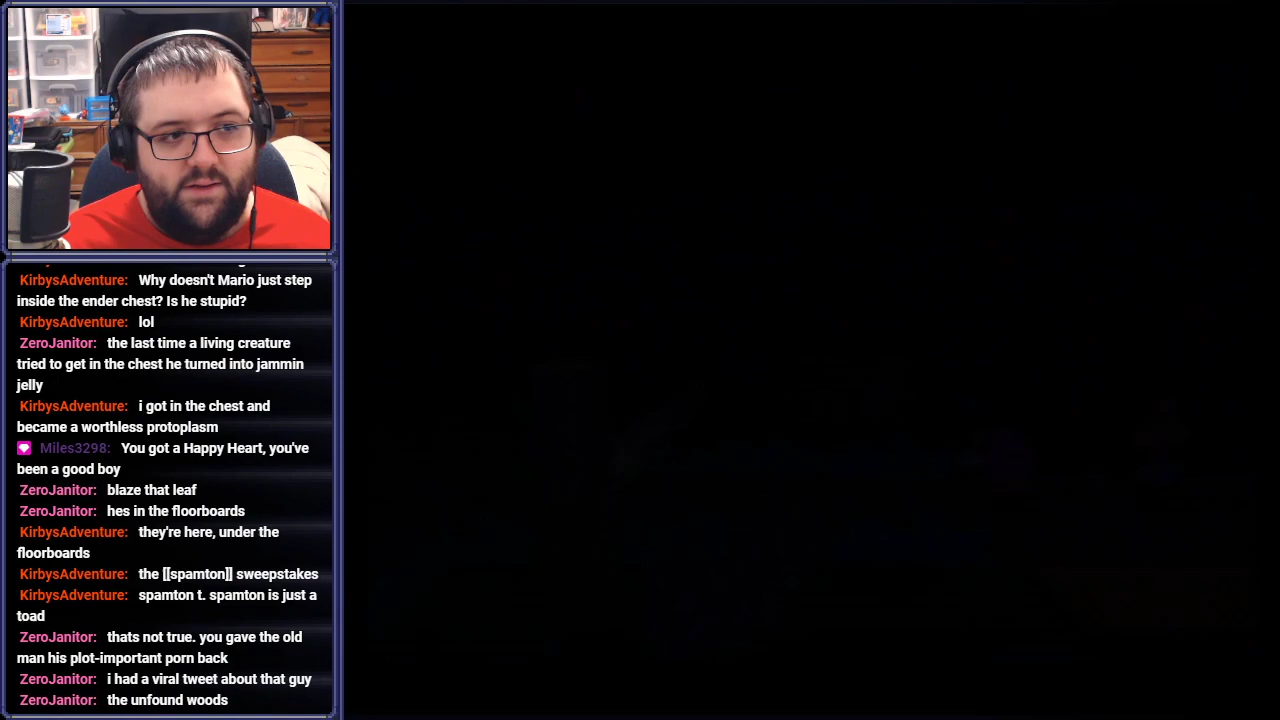 KirbysAdventure: Why doesn't Mario just step
inside the ender chest? Is he stupid?
KirbysAdventure: lol
ZeroJanitor: the last time a living creature
tried to get in the chest he turned into jammin
jelly
KirbysAdventure: i got in the chest and
became a worthless protoplasm
Miles3298: You got a Happy Heart, you've
been a good boy
ZeroJanitor: blaze that leaf
ZeroJanitor: hes in the floorboards
KirbysAdventure: they're here, under the
floorboards
KirbysAdventure: the [[spamton]] sweepstakes
KirbysAdventure: spamton t. spamton is just a
toad
ZeroJanitor: thats not true. you gave the old
man his plot-important porn back
ZeroJanitor: i had a viral tweet about that guy
ZeroJanitor: the unfound woods